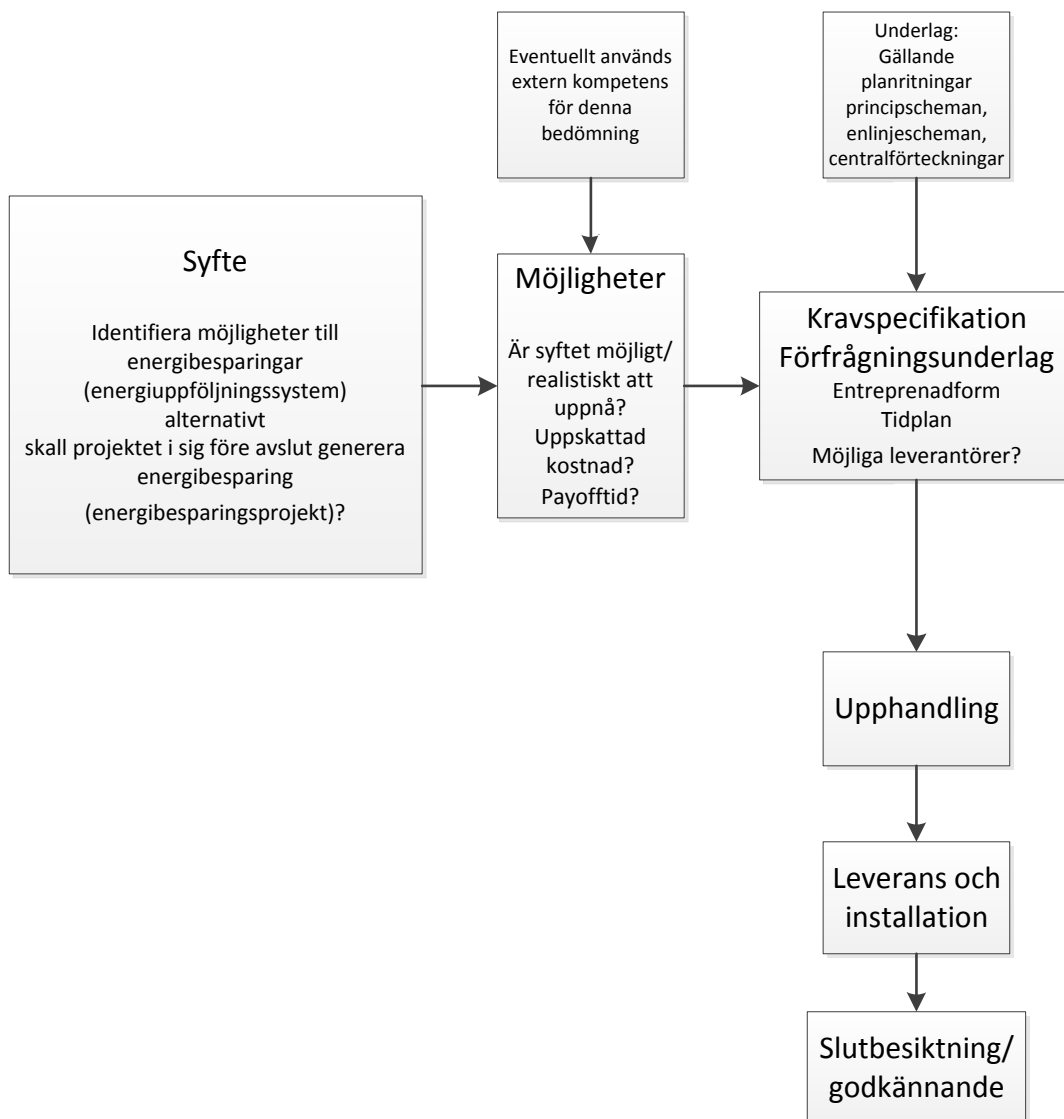 Eventuellt används
extern kompetens
för denna
bedömning
Underlag:
Gällande
planritningar
principscheman,
enlinjescheman,
centralförteckningar
Syfte
Identifiera möjligheter till
energibesparingar
(energiuppföljningssystem)
alternativt
skall projektet i sig före avslut generera
energibesparing
(energibesparingsprojekt)?
Möjligheter
Är syftet möjligt/
realistiskt att
uppnå?
Uppskattad
kostnad?
Payofftid?
Kravspecifikation
Förfrågningsunderlag
Entreprenadform
Tidplan
Möjliga leverantörer?
Upphandling
Leverans och
installation
Slutbesiktning/
godkännande